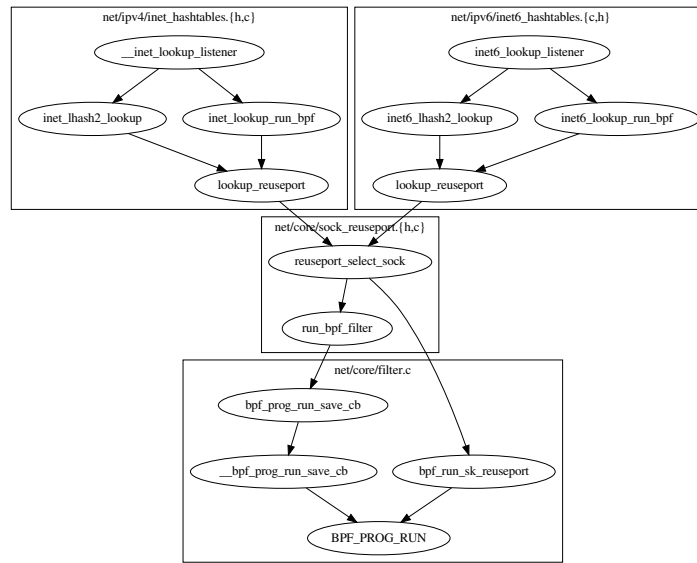 net/ipv4/inet_hashtables.{h,c}
__inet_lookup_listener
inet_lhash2_lookup
inet_lookup_run_bpf
lookup_reuseport
net/ipv6/inet6_hashtables.{c,h}
inet6_lookup_listener
inet6_lhash2_lookup
inet6_lookup_run_bpf
lookup_reuseport
net/core/sock_reuseport.{h,c}
reuseport_select_sock
run_bpf_filter
net/core/filter.c
bpf_prog_run_save_cb
__bpf_prog_run_save_cb
bpf_run_sk_reuseport
BPF_PROG_RUN